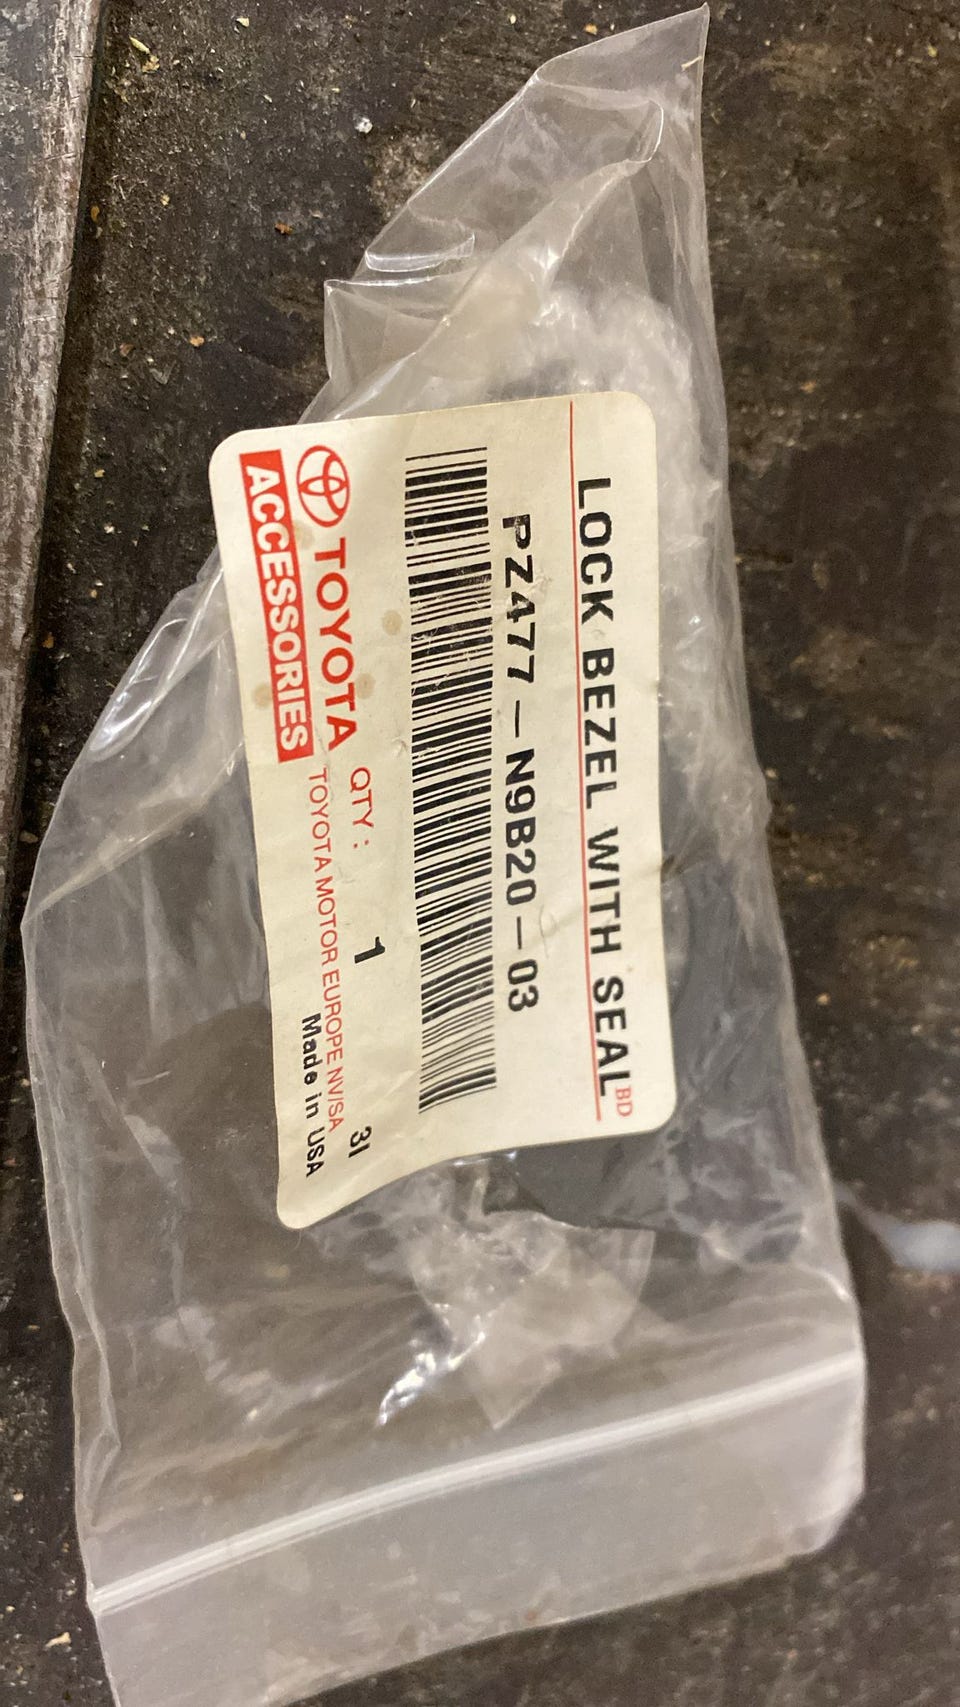 LOCK BEZEL WITH SEAL BD
PZ477-N9B20-03
TOYOTA QTY: 1 31
ACCESSORIES TOYOTA MOTOR EUROPE NV/SA
Made in USA